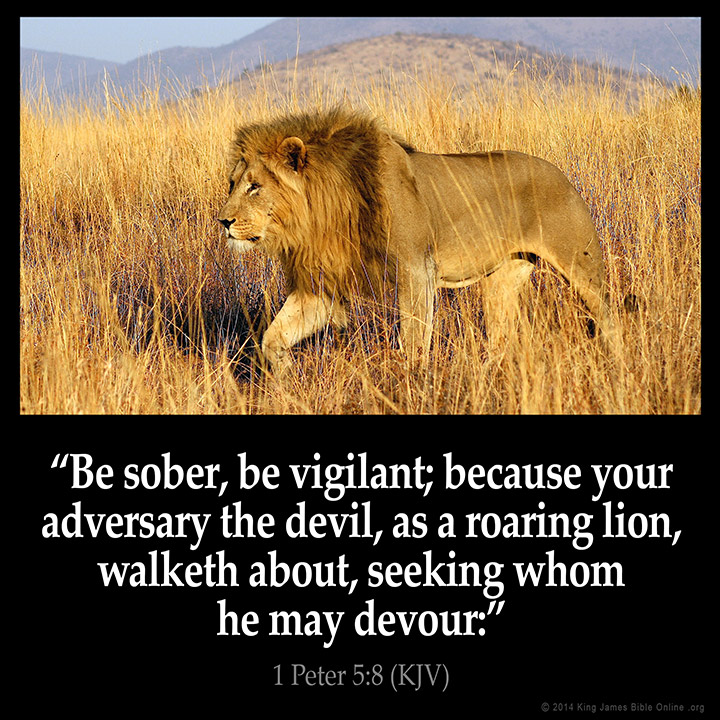 “Be sober, be vigilant; because your
adversary the devil, as a roaring lion,
walketh about, seeking whom
he may devour:”
1 Peter 5:8 (KJV)
© 2014 King James Bible Online .org